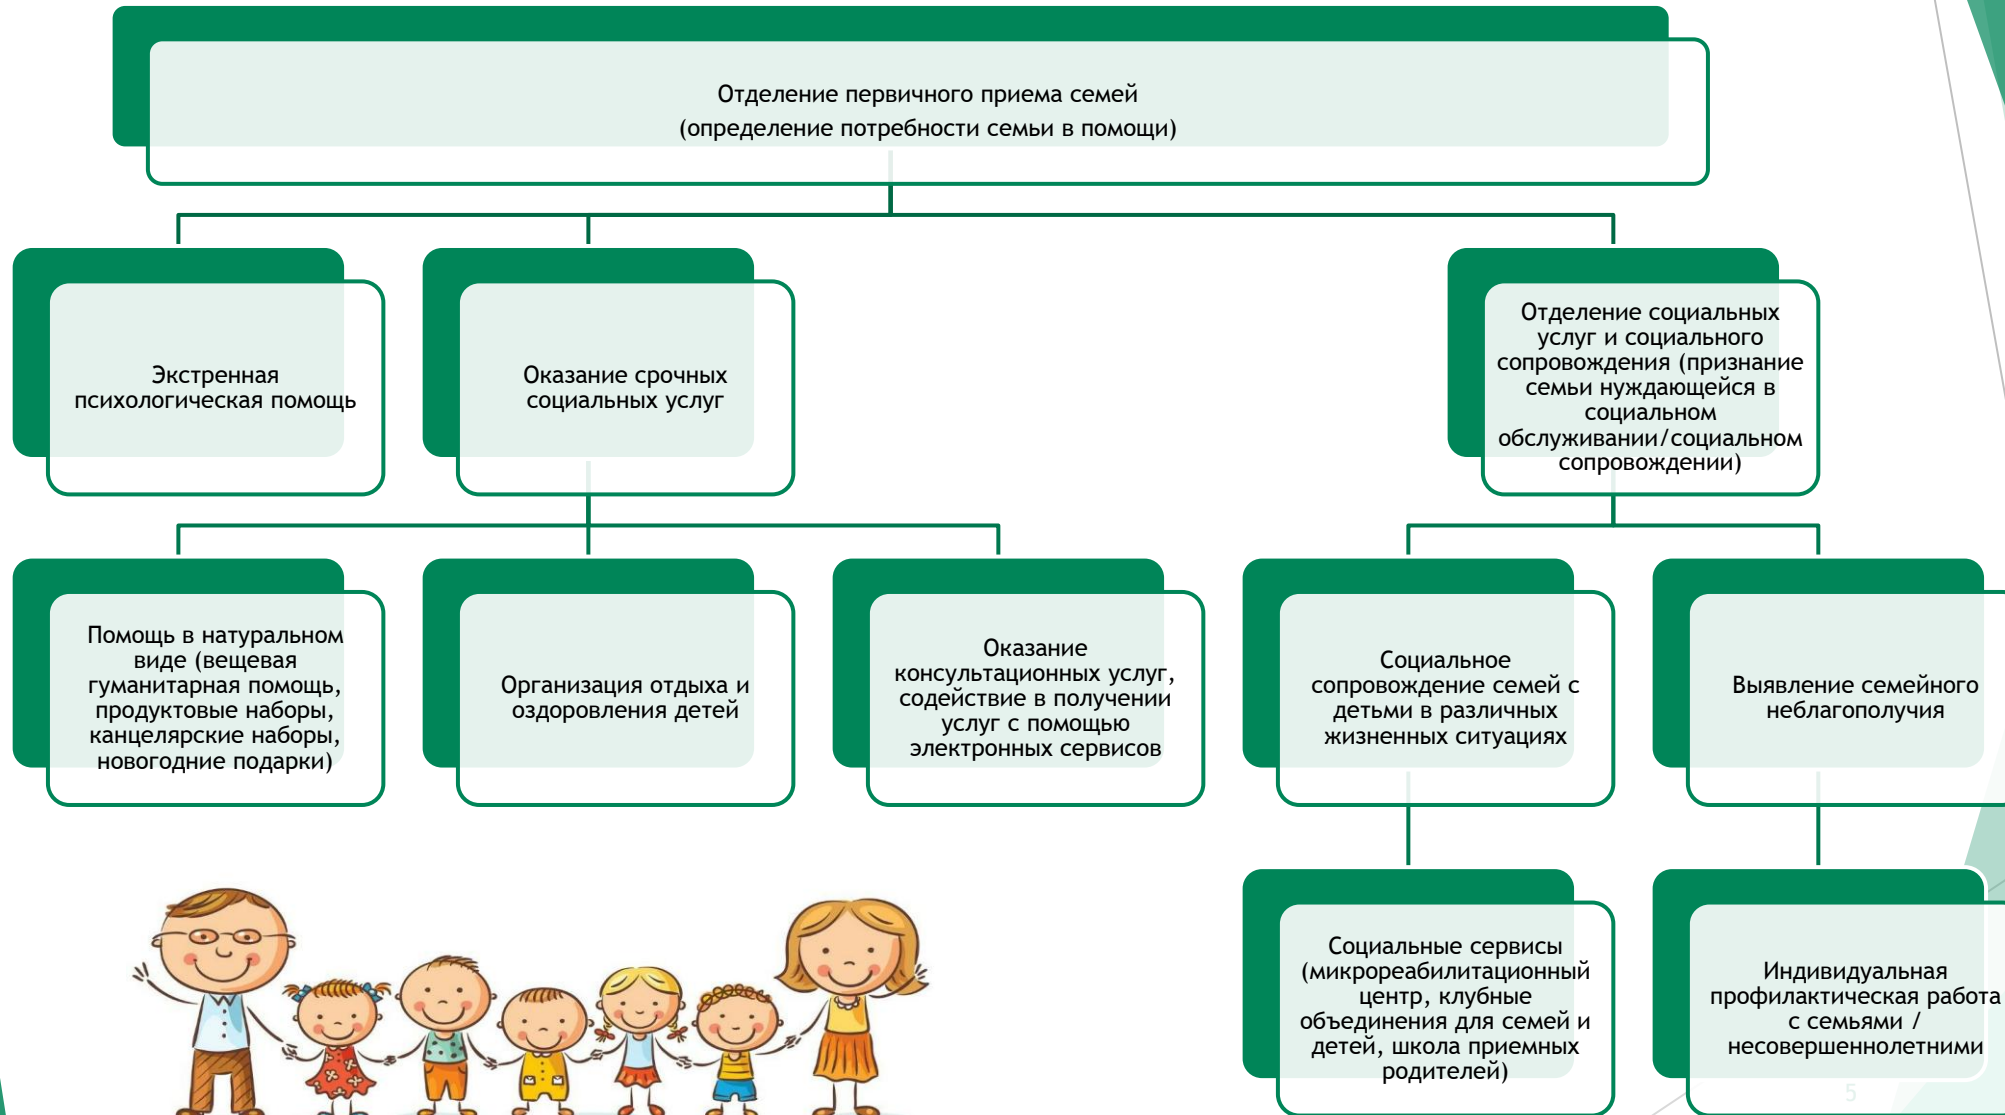 Отделение первичного приема семей
(определение потребности семьи в помощи)
Экстренная
психологическая помощь
Оказание срочных
социальных услуг
Отделение социальных
услуг и социального
сопровождения (признание
семьи нуждающейся в
социальном
обслуживании/социальном
сопровождении)
Помощь в натуральном
виде (вещевая
гуманитарная помощь,
продуктовые наборы,
канцелярские наборы,
новогодние подарки)
Организация отдыха и
оздоровления детей
Оказание
консультационных услуг,
содействие в получении
услуг с помощью
электронных сервисов
Социальное
сопровождение семей с
детьми в различных
жизненных ситуациях
Выявление семейного
неблагополучия
Социальные сервисы
(микрореабилитационный
центр, клубные
объединения для семей и
детей, школа приемных
родителей)
Индивидуальная
профилактическая работа
с семьями /
несовершеннолетними
5